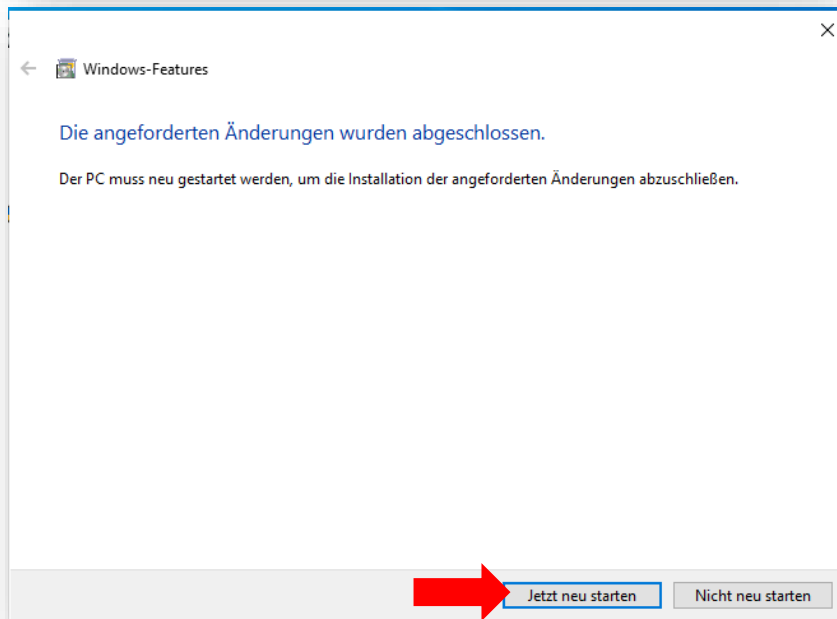 Windows-Features
Die angeforderten Änderungen wurden abgeschlossen.
Der PC muss neu gestartet werden, um die Installation der angeforderten Änderungen abzuschließen.
Jetzt neu starten
Nicht neu starten